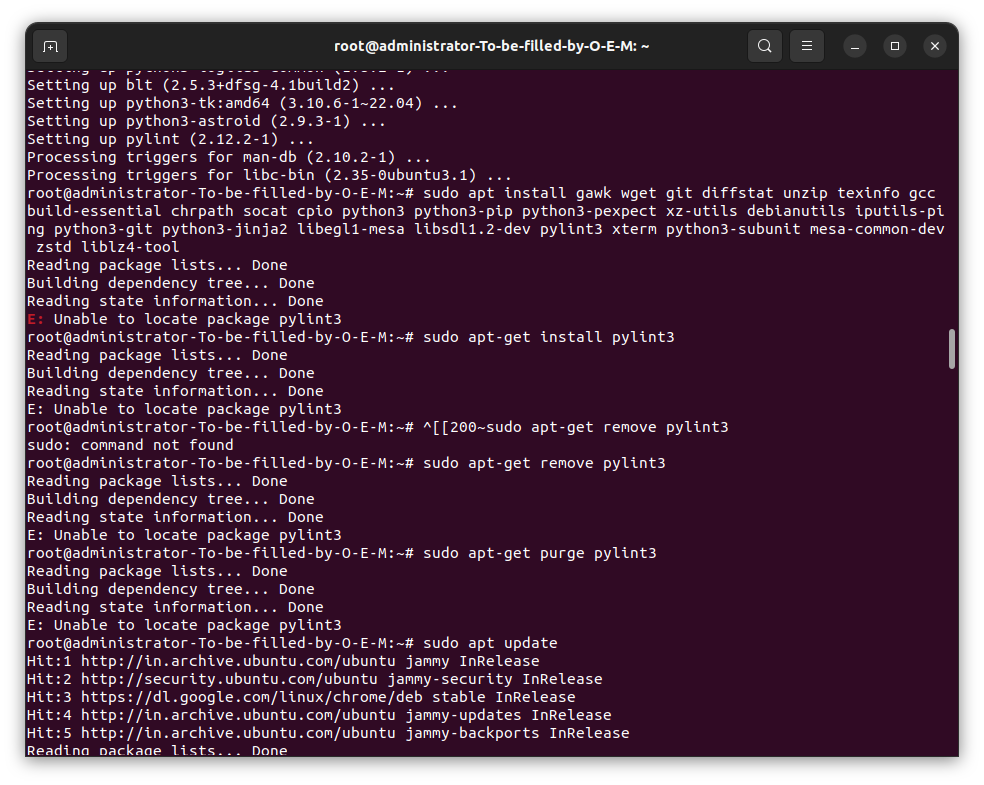 root@administrator-To-be-filled-by-O-E-M: ~
Setting up blt (2.5.3+dfsg-4.1build2) ...
Setting up python3-tk:amd64 (3.10.6-1~22.04) ...
Setting up python3-astroid (2.9.3-1) ...
Setting up pylint (2.12.2-1) ...
Processing triggers for man-db (2.10.2-1) ...
Processing triggers for libc-bin (2.35-0ubuntu3.1) ...
root@administrator-To-be-filled-by-O-E-M:~# sudo apt install gawk wget git diffstat unzip texinfo gcc
build-essential chrpath socat cpio python3 python3-pip python3-pexpect xz-utils debianutils iputils-pi
ng python3-git python3-jinja2 libegl1-mesa libsdl1.2-dev pylint3 xterm python3-subunit mesa-common-dev
zstd liblz4-tool
Reading package lists... Done
Building dependency tree... Done
Reading state information... Done
E: Unable to locate package pylint3
root@administrator-To-be-filled-by-O-E-M:~# sudo apt-get install pylint3
Reading package lists... Done
Building dependency tree... Done
Reading state information... Done
E: Unable to locate package pylint3
root@administrator-To-be-filled-by-O-E-M:~# ^[[200~sudo apt-get remove pylint3
sudo: command not found
root@administrator-To-be-filled-by-O-E-M:~# sudo apt-get remove pylint3
Reading package lists... Done
Building dependency tree... Done
Reading state information... Done
E: Unable to locate package pylint3
root@administrator-To-be-filled-by-O-E-M:~# sudo apt-get purge pylint3
Reading package lists... Done
Building dependency tree... Done
Reading state information... Done
E: Unable to locate package pylint3
root@administrator-To-be-filled-by-O-E-M:~# sudo apt update
Hit:1 http://in.archive.ubuntu.com/ubuntu jammy InRelease
Hit:2 http://security.ubuntu.com/ubuntu jammy-security InRelease
Hit:3 https://dl.google.com/linux/chrome/deb stable InRelease
Hit:4 http://in.archive.ubuntu.com/ubuntu jammy-updates InRelease
Hit:5 http://in.archive.ubuntu.com/ubuntu jammy-backports InRelease
Reading package lists... Done